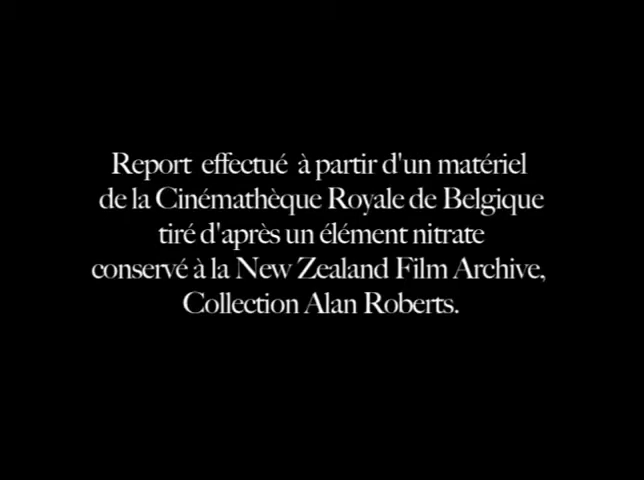 Report effectué à partir d'un matériel
de la Cinémathèque Royale de Belgique
tiré d'après un élément nitrate
conservé à la New Zealand Film Archive,
Collection Alan Roberts.